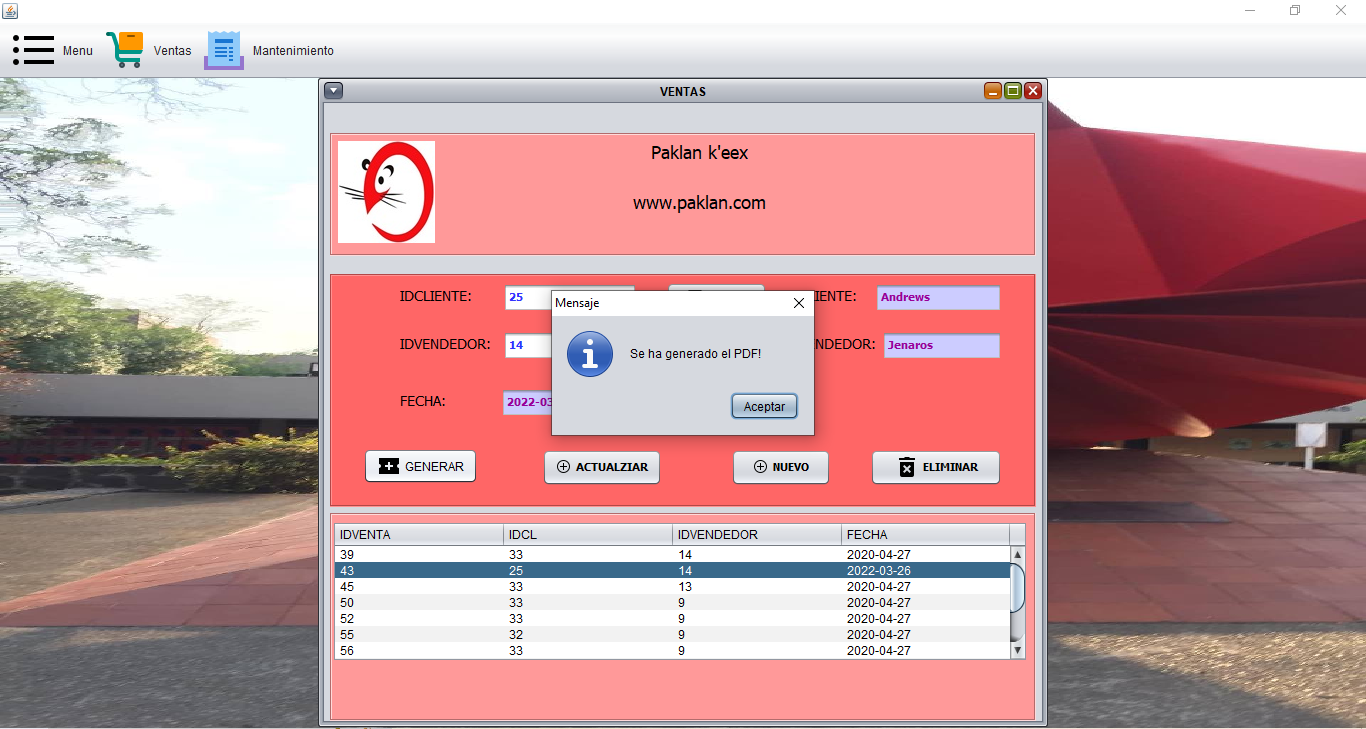 Menu Ventas Mantenimiento
VENTAS
Paklan k'eex
www.paklan.com
IDCLIENTE: 25 IENTE: Andrews
Mensaje
IDVENDEDOR: 14 NDEDOR: Jenaros
Se ha generado el PDF!
FECHA: 2022-03
Aceptar
GENERAR ACTUALZIAR NUEVO ELIMINAR
IDVENTA IDCL IDVENDEDOR FECHA
39 33 14 2020-04-27
43 25 14 2022-03-26
45 33 13 2020-04-27
50 33 9 2020-04-27
52 33 9 2020-04-27
55 32 9 2020-04-27
56 33 9 2020-04-27